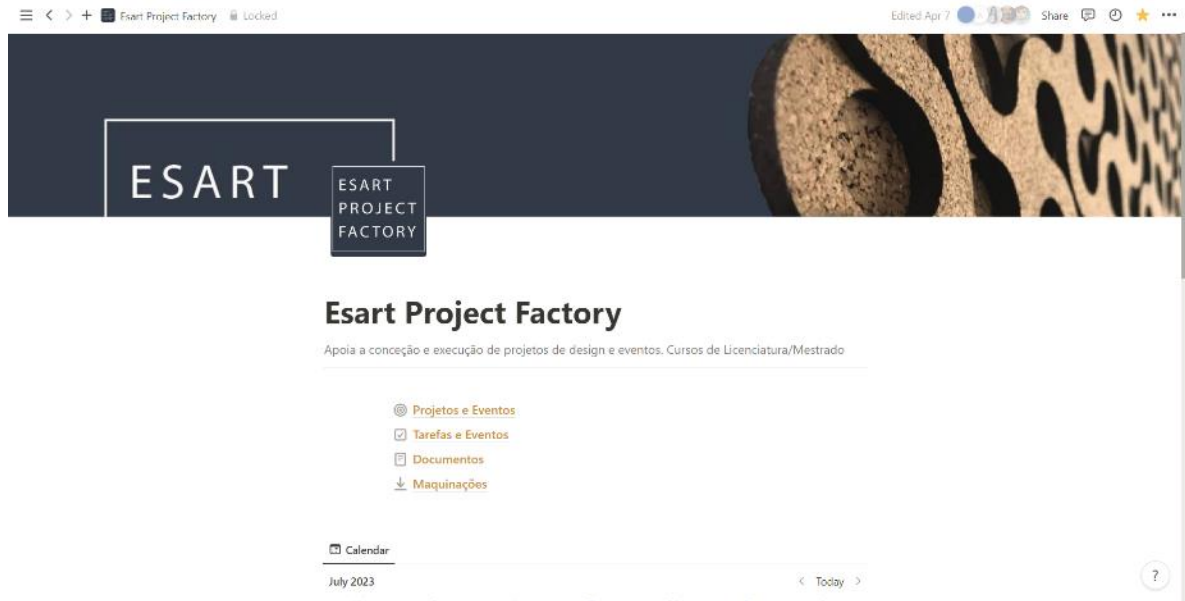 Esart Project Factory Locked
Edited Apr 7 Share
ESART
ESART
PROJECT
FACTORY
Esart Project Factory
Apoia a conceção e execução de projetos de design e eventos. Cursos de Licenciatura/Mestrado
Projetos e Eventos
Tarefas e Eventos
Documentos
Maquinações
Calendar
July 2023
Today
?